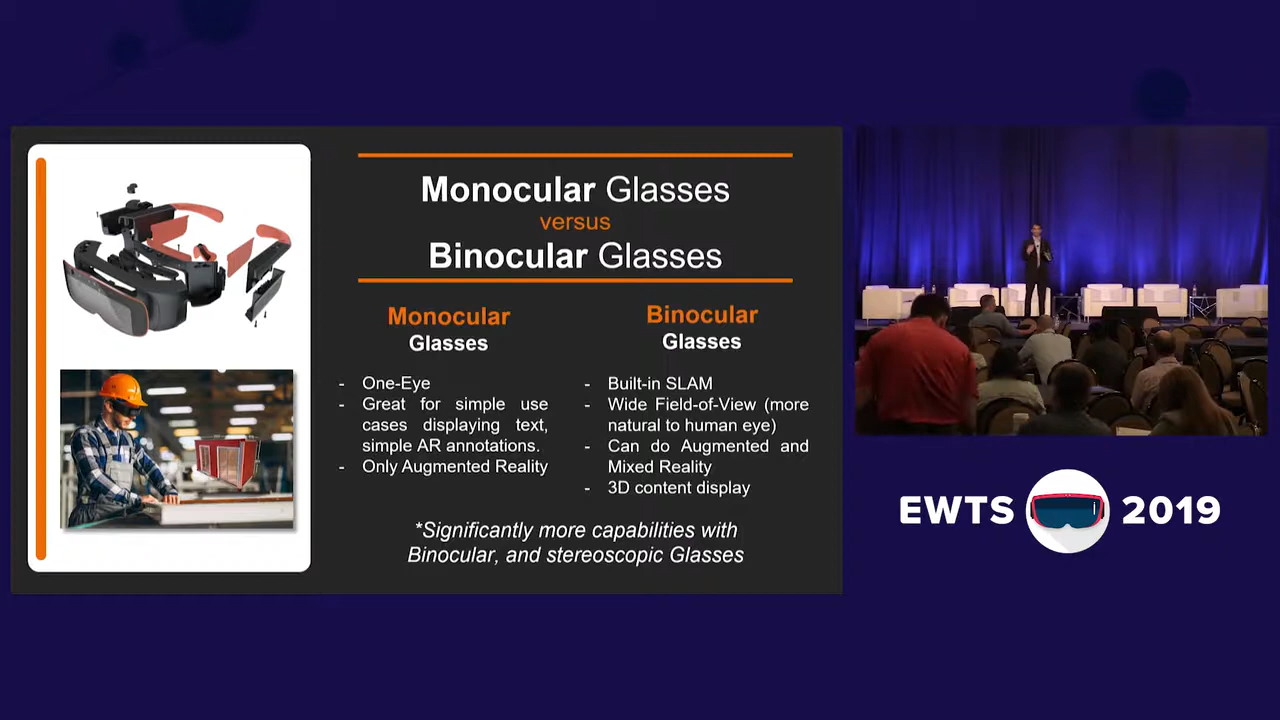 Monocular Glasses
versus
Binocular Glasses
Monocular
Glasses
- One-Eye
- Great for simple use
cases displaying text,
simple AR annotations.
- Only Augmented Reality
Binocular
Glasses
- Built-in SLAM
- Wide Field-of-View (more
natural to human eye)
- Can do Augmented and
Mixed Reality
- 3D content display
*Significantly more capabilities with
Binocular, and stereoscopic Glasses
EWTS 2019